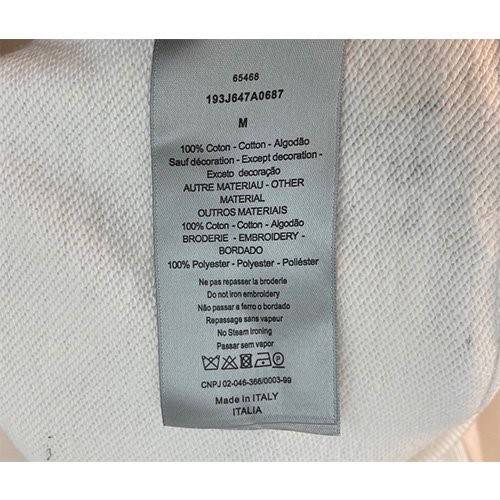 65468
193J647A0687
M
100% Coton - Cotton - Algodão
Sauf décoration - Except decoration -
Exceto decoração
AUTRE MATERIAU - OTHER
MATERIAL
OUTROS MATERIAIS
100% Coton - Cotton - Algodão
BRODERIE - EMBROIDERY -
BORDADO
100% Polyester - Polyester - Poliéster
Ne pas repasser la broderie
Do not iron embroidery
Não passar a ferro o bordado
Repassage sans vapeur
No Steam Ironing
Passar sem vapor
CNPJ 02-046-366/0003-99
Made in ITALY
ITALIA